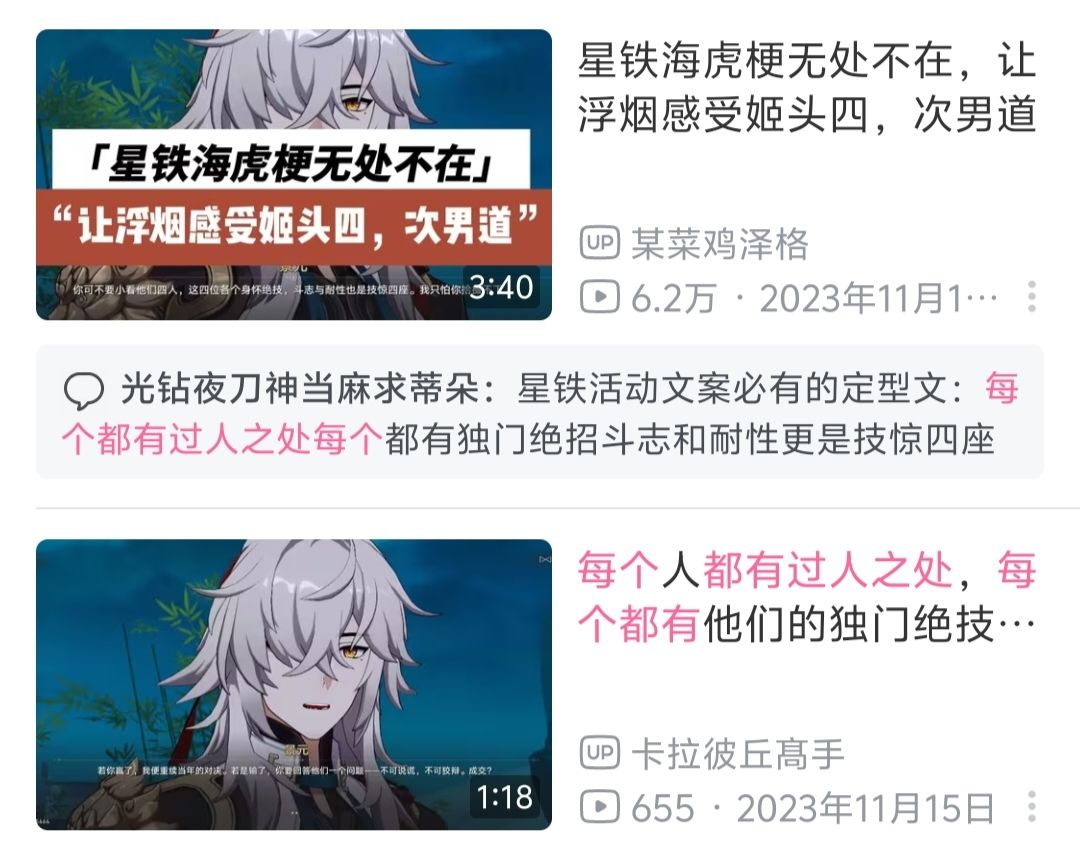 星铁海虎梗无处不在，让
浮烟感受姬头四，次男道
「星铁海虎梗无处不在」
“让浮烟感受姬头四，次男道”
景元
你可不要小看他们四人，这四位各个身怀绝技，斗志与耐性也是技惊四座。我只怕你
3:40
UP 某菜鸡泽格
6.2万 · 2023年11月1…
光钻夜刀神当麻求蒂朵：星铁活动文案必有的定型文：每
个都有过人之处每个都有独门绝招斗志和耐性更是技惊四座
每个人都有过人之处，每
个都有他们的独门绝技…
景元
若你赢了，我便重续当年的对决。若是输了，你要回答他们一个问题——不可说谎，不可狡辩。成交？
1:18
UP 卡拉彼丘髙手
655 · 2023年11月15日